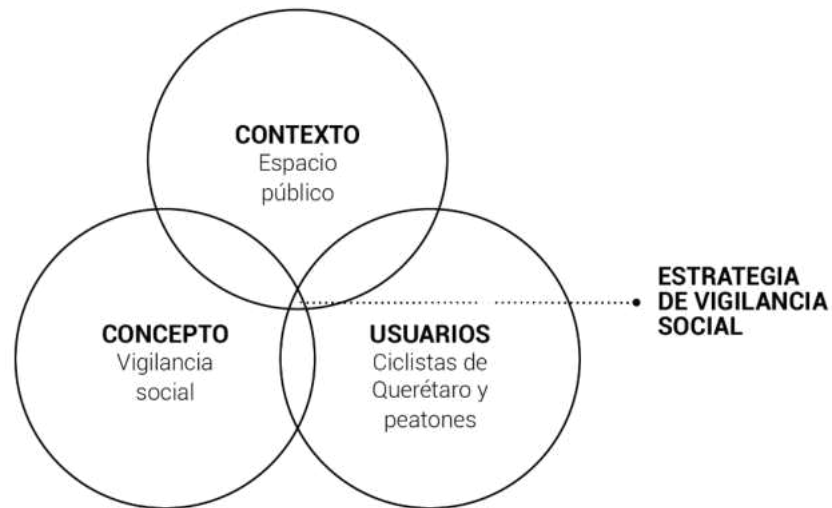 CONTEXTO
Espacio
público
CONCEPTO
Vigilancia
social
USUARIOS
Ciclistas de
Querétaro y
peatones
ESTRATEGIA
DE VIGILANCIA
SOCIAL